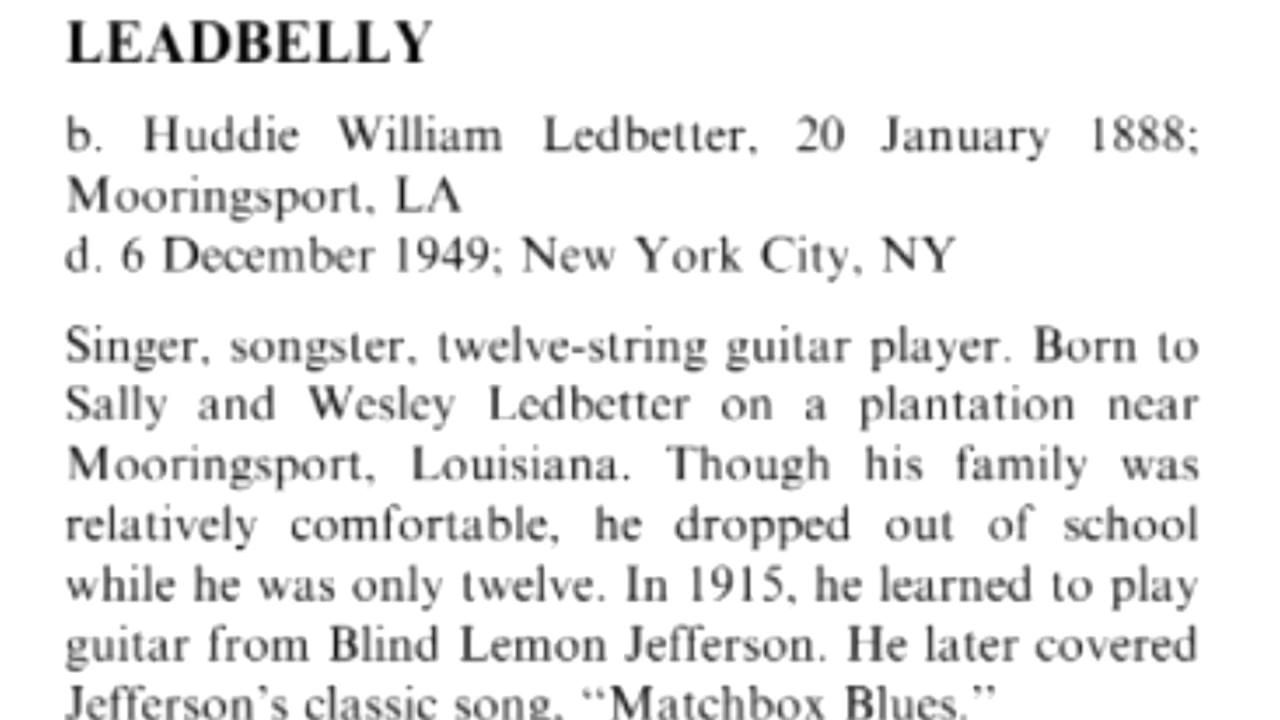 LEADBELLY
b. Huddie William Ledbetter, 20 January 1888;
Mooringsport, LA
d. 6 December 1949; New York City, NY
Singer, songster, twelve-string guitar player. Born to
Sally and Wesley Ledbetter on a plantation near
Mooringsport, Louisiana. Though his family was
relatively comfortable, he dropped out of school
while he was only twelve. In 1915, he learned to play
guitar from Blind Lemon Jefferson. He later covered
Jefferson's classic song, “Matchbox Blues.”